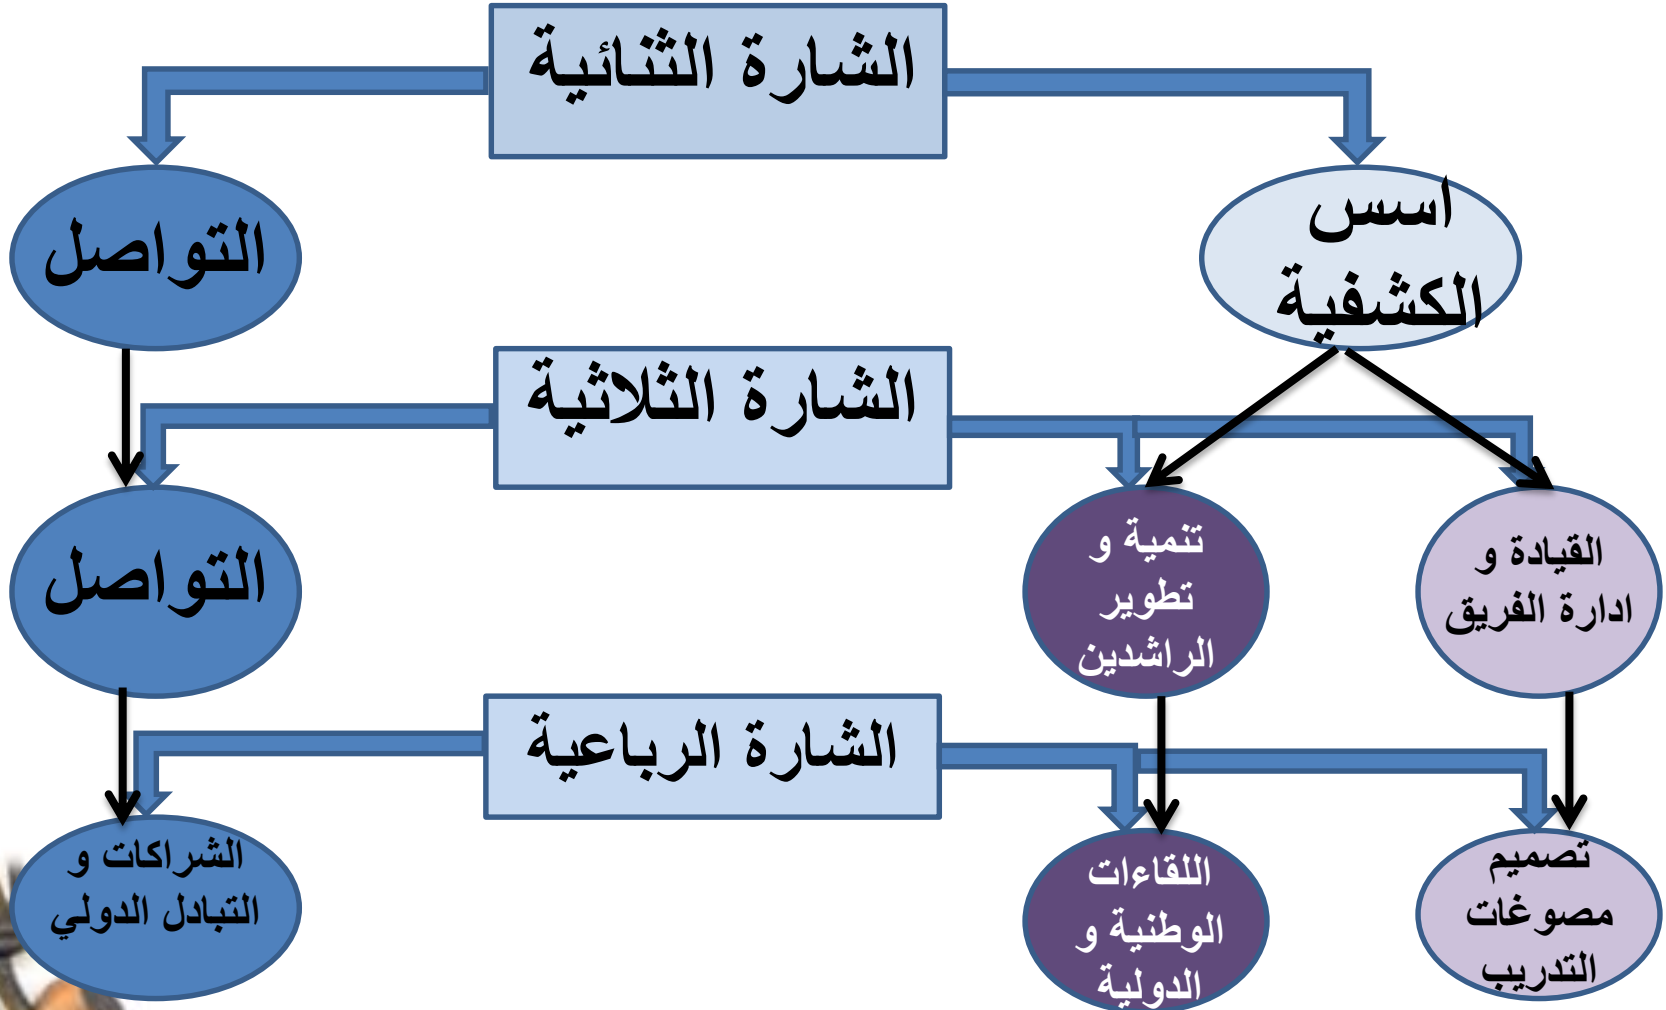 الشارة الثنائية
اسس
الكشفية
التواصل
الشارة الثلاثية
القيادة و
ادارة الفريق
تنمية و
تطوير
الراشدين
التواصل
الشارة الرباعية
تصميم
مصوغات
التدريب
اللقاءات
الوطنية و
الدولية
الشراكات و
التبادل الدولي